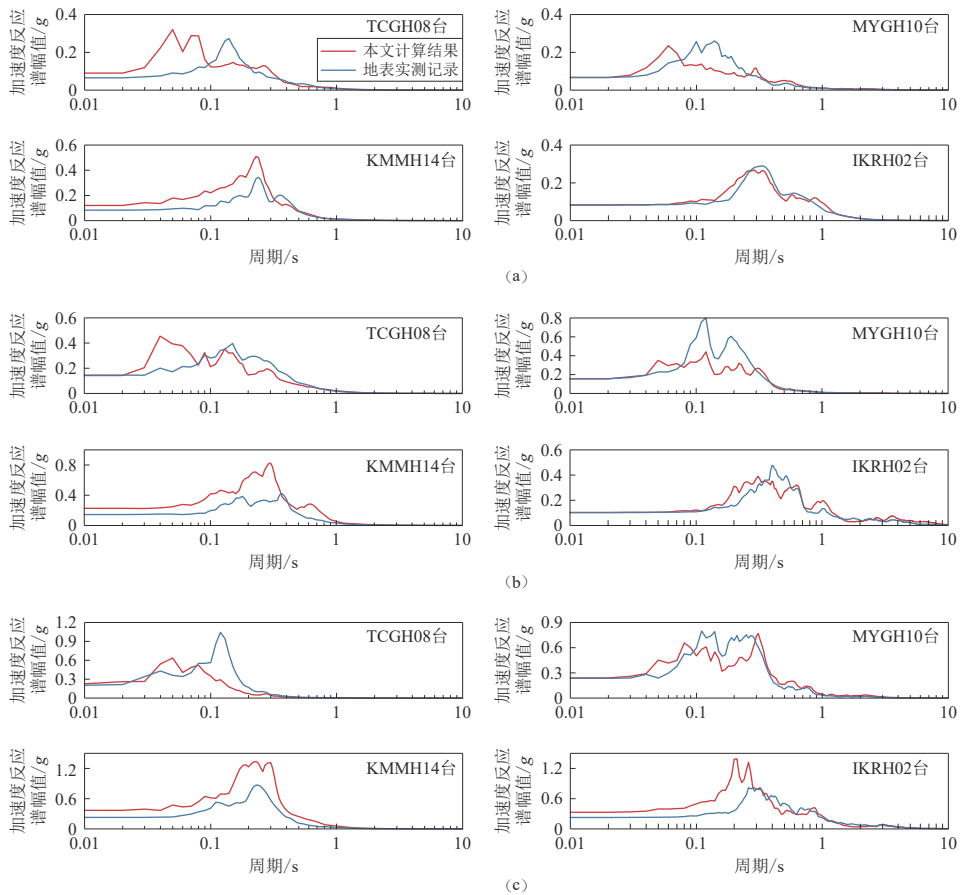 TCGH08台
MYGH10台
本文计算结果
地表实测记录
加速度反应
谱幅值/g
0.4
0.2
0
0.01
0.1
1
10
加速度反应
谱幅值/g
0.4
0.2
0
0.01
0.1
1
10
KMMH14台
IKRH02台
加速度反应
谱幅值/g
0.6
0.4
0.2
0
0.01
0.1
1
10
周期/s
加速度反应
谱幅值/g
0.4
0.2
0
0.01
0.1
1
10
周期/s
(a)
TCGH08台
MYGH10台
加速度反应
谱幅值/g
0.6
0.4
0.2
0
0.01
0.1
1
10
加速度反应
谱幅值/g
0.8
0.6
0.4
0.2
0
0.01
0.1
1
10
KMMH14台
IKRH02台
加速度反应
谱幅值/g
0.8
0.4
0
0.01
0.1
1
10
周期/s
加速度反应
谱幅值/g
0.6
0.4
0.2
0
0.01
0.1
1
10
周期/s
(b)
TCGH08台
MYGH10台
加速度反应
谱幅值/g
1.2
0.9
0.6
0.3
0
0.01
0.1
1
10
加速度反应
谱幅值/g
0.9
0.6
0.3
0
0.01
0.1
1
10
KMMH14台
IKRH02台
加速度反应
谱幅值/g
1.2
0.6
0
0.01
0.1
1
10
周期/s
加速度反应
谱幅值/g
1.2
0.6
0
0.01
0.1
1
10
周期/s
(c)